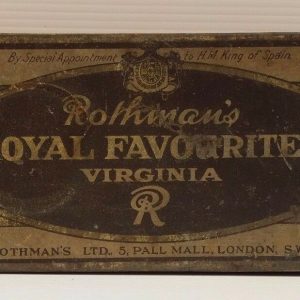 By Special Appointment to H.M. King of Spain
Rothman's
OYAL FAVOURITE
VIRGINIA
R
OTHMAN'S LTD., 5, PALL MALL, LONDON, S.W